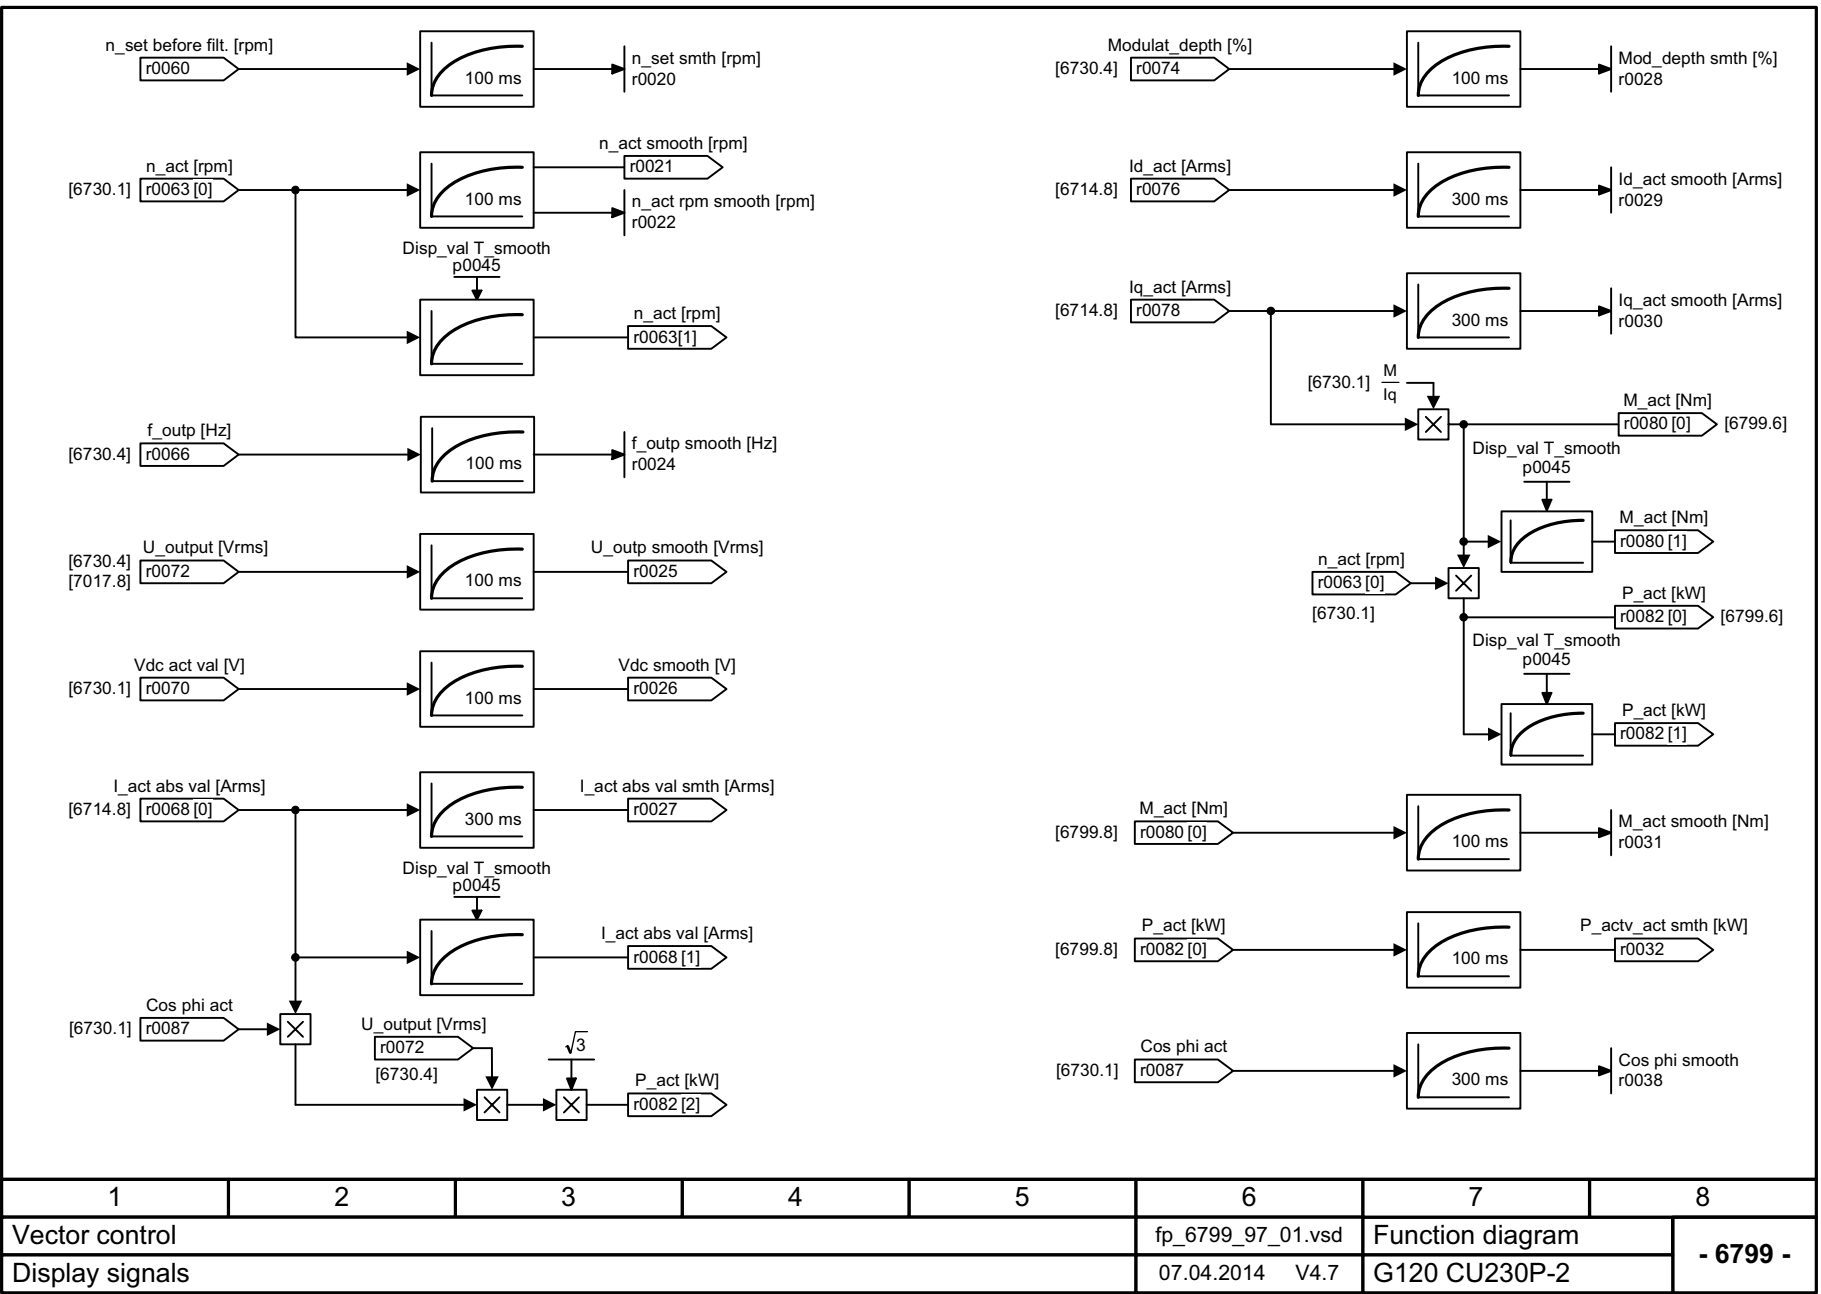 n_set before filt. [rpm]
r0060
100 ms
n_set smth [rpm]
r0020
n_act [rpm]
[6730.1]
r0063 [0]
100 ms
n_act smooth [rpm]
r0021
n_act rpm smooth [rpm]
r0022
Disp_val T_smooth
p0045
n_act [rpm]
r0063[1]
f_outp [Hz]
[6730.4]
r0066
100 ms
f_outp smooth [Hz]
r0024
U_output [Vrms]
[6730.4]
[7017.8]
r0072
100 ms
U_outp smooth [Vrms]
r0025
Vdc act val [V]
[6730.1]
r0070
100 ms
Vdc smooth [V]
r0026
I_act abs val [Arms]
[6714.8]
r0068 [0]
300 ms
I_act abs val smth [Arms]
r0027
Disp_val T_smooth
p0045
I_act abs val [Arms]
r0068 [1]
Cos phi act
[6730.1]
r0087
U_output [Vrms]
r0072
[6730.4]
√3
P_act [kW]
r0082 [2]
Modulat_depth [%]
[6730.4]
r0074
100 ms
Mod_depth smth [%]
r0028
Id_act [Arms]
[6714.8]
r0076
300 ms
Id_act smooth [Arms]
r0029
Iq_act [Arms]
[6714.8]
r0078
300 ms
Iq_act smooth [Arms]
r0030
[6730.1]
M
Iq
M_act [Nm]
r0080 [0]
[6799.6]
Disp_val T_smooth
p0045
M_act [Nm]
r0080 [1]
n_act [rpm]
r0063 [0]
[6730.1]
P_act [kW]
r0082 [0]
[6799.6]
Disp_val T_smooth
p0045
P_act [kW]
r0082 [1]
M_act [Nm]
[6799.8]
r0080 [0]
100 ms
M_act smooth [Nm]
r0031
P_act [kW]
[6799.8]
r0082 [0]
100 ms
P_actv_act smth [kW]
r0032
Cos phi act
[6730.1]
r0087
300 ms
Cos phi smooth
r0038
1 2 3 4 5 6 7 8
Vector control
fp_6799_97_01.vsd
Function diagram
- 6799 -
Display signals
07.04.2014 V4.7
G120 CU230P-2